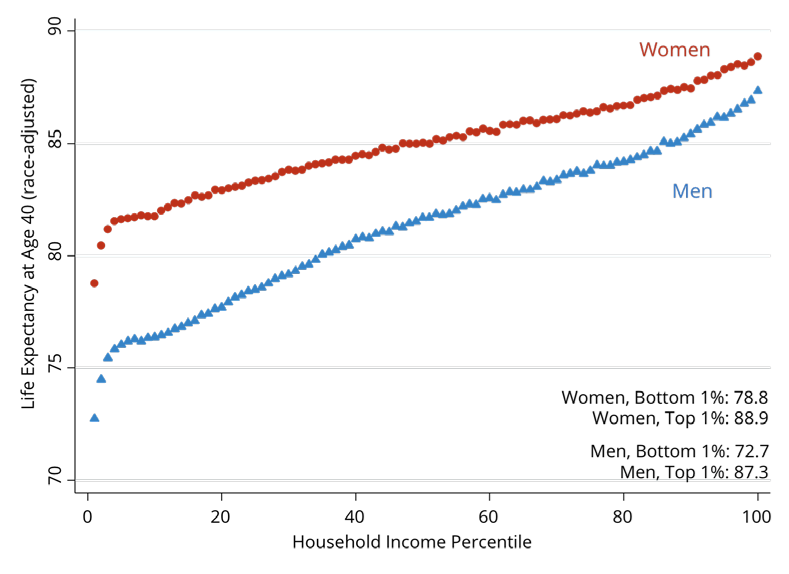 90
85
80
75
70
Life Expectancy at Age 40 (race-adjusted)
Women
Men
Women, Bottom 1%: 78.8
Women, Top 1%: 88.9
Men, Bottom 1%: 72.7
Men, Top 1%: 87.3
0 20 40 60 80 100
Household Income Percentile